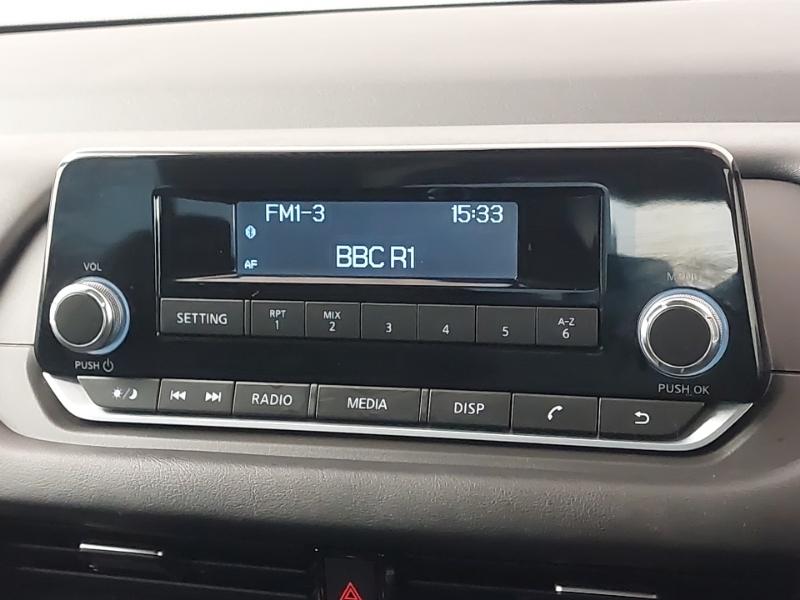 FM1-3 15:33
AF BBC R1
VOL MENU
SETTING RPT 1 MIX 2 3 4 5 A-Z 6
PUSH PUSH OK
RADIO MEDIA DISP